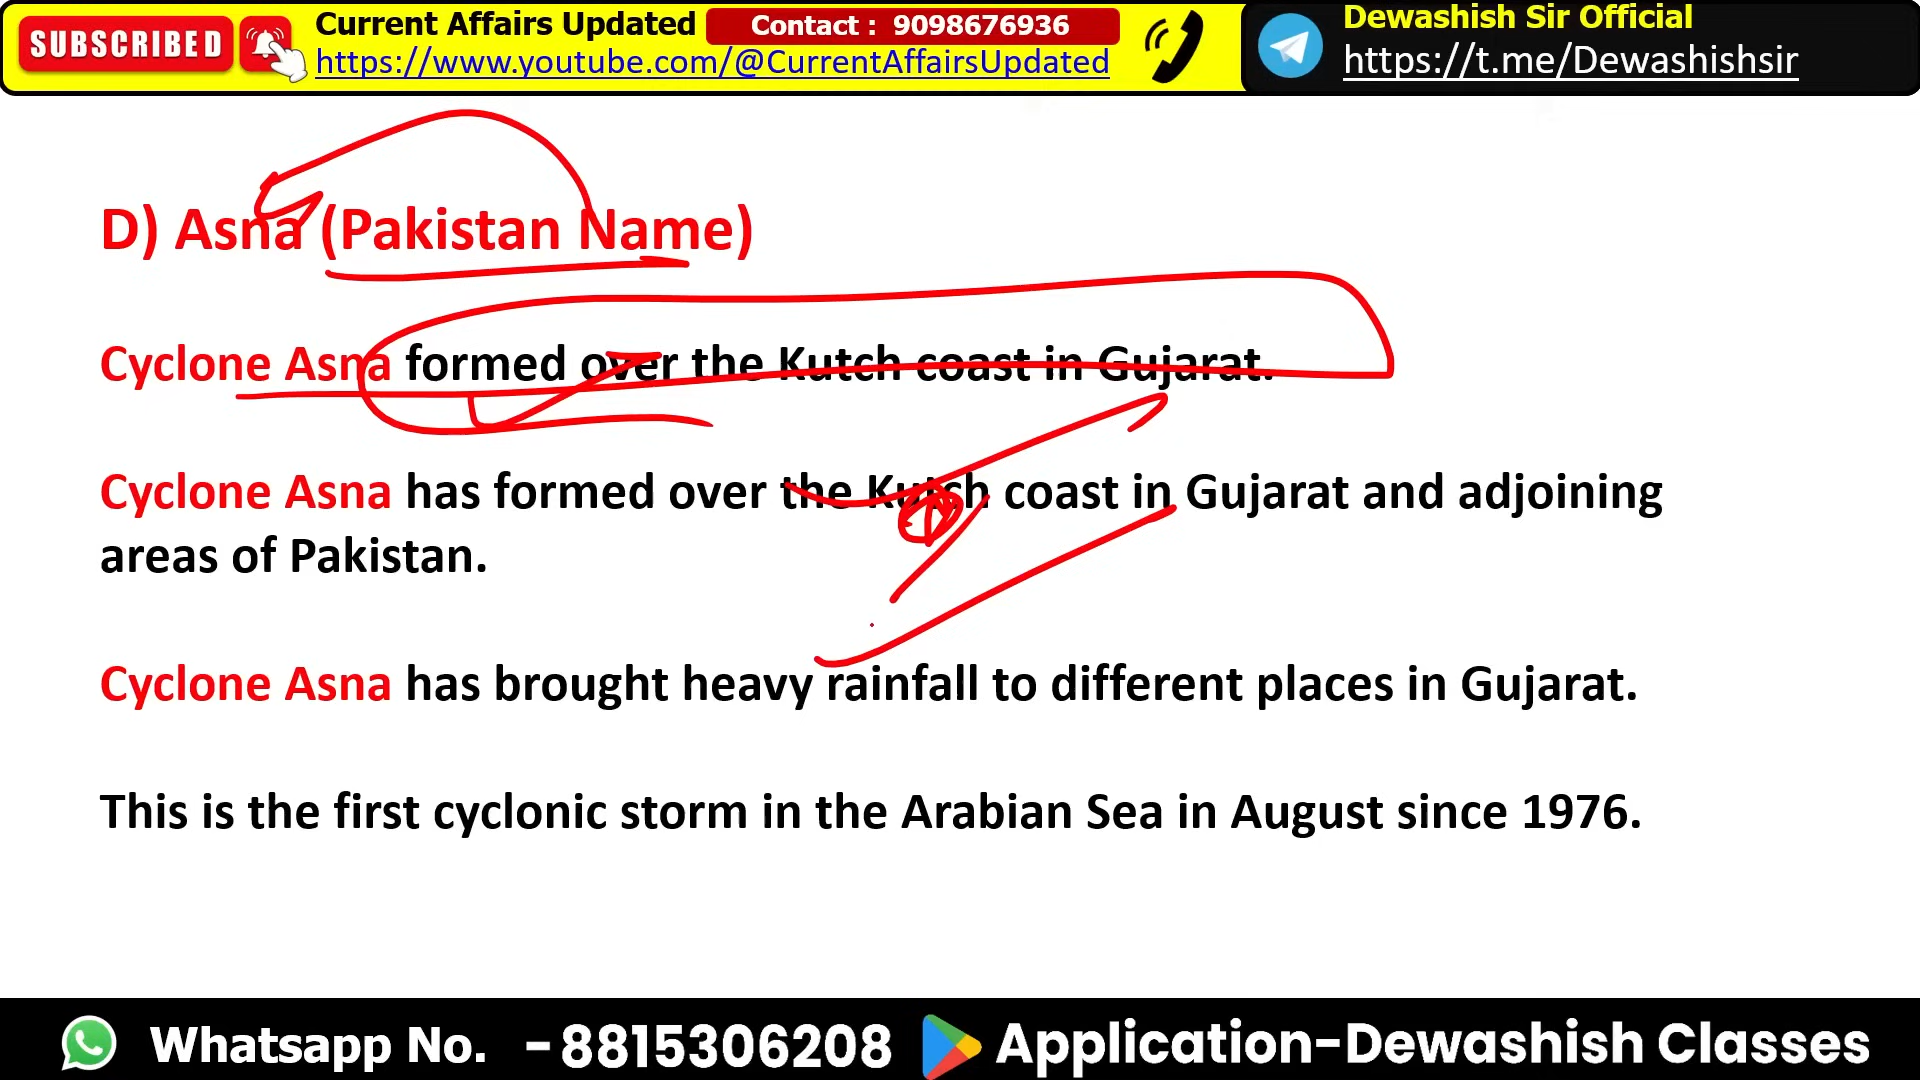 SUBSCRIBED
Current Affairs Updated
Contact : 9098676936
https://www.youtube.com/@CurrentAffairsUpdated
Dewashish Sir Official
https://t.me/Dewashishsir
D) Asna (Pakistan Name)
Cyclone Asna formed over the Kutch coast in Gujarat.
Cyclone Asna has formed over the Kutch coast in Gujarat and adjoining
areas of Pakistan.
Cyclone Asna has brought heavy rainfall to different places in Gujarat.
This is the first cyclonic storm in the Arabian Sea in August since 1976.
Whatsapp No. -8815306208
Application-Dewashish Classes